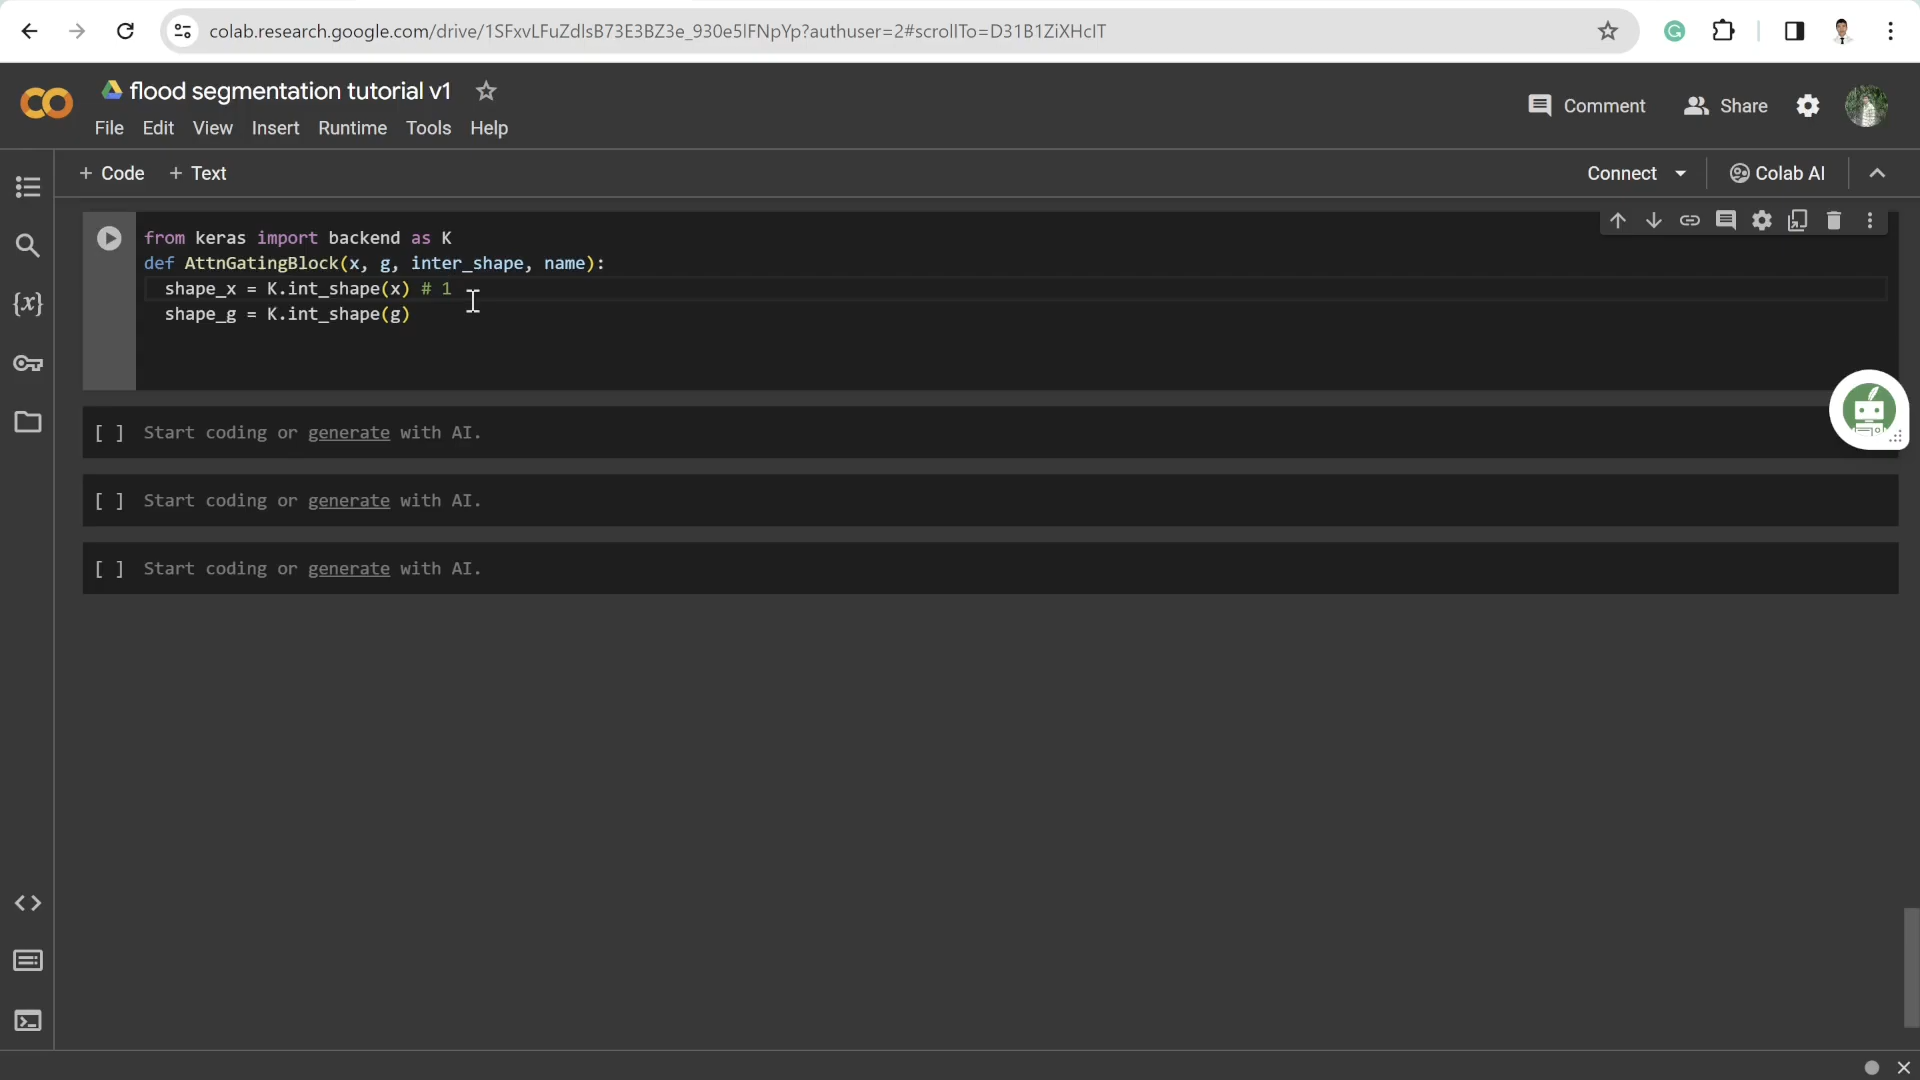 colab.research.google.com/drive/1SFxvLFuZdlsB73E3BZ3e_930e5lFNpYp?authuser=2#scrollTo=D31B1ZiXHcIT
flood segmentation tutorial v1
File Edit View Insert Runtime Tools Help
Comment Share
+ Code + Text
Connect Colab AI
from keras import backend as K
def AttnGatingBlock(x, g, inter_shape, name):
shape_x = K.int_shape(x) # 1
shape_g = K.int_shape(g)
[ ] Start coding or generate with AI.
[ ] Start coding or generate with AI.
[ ] Start coding or generate with AI.